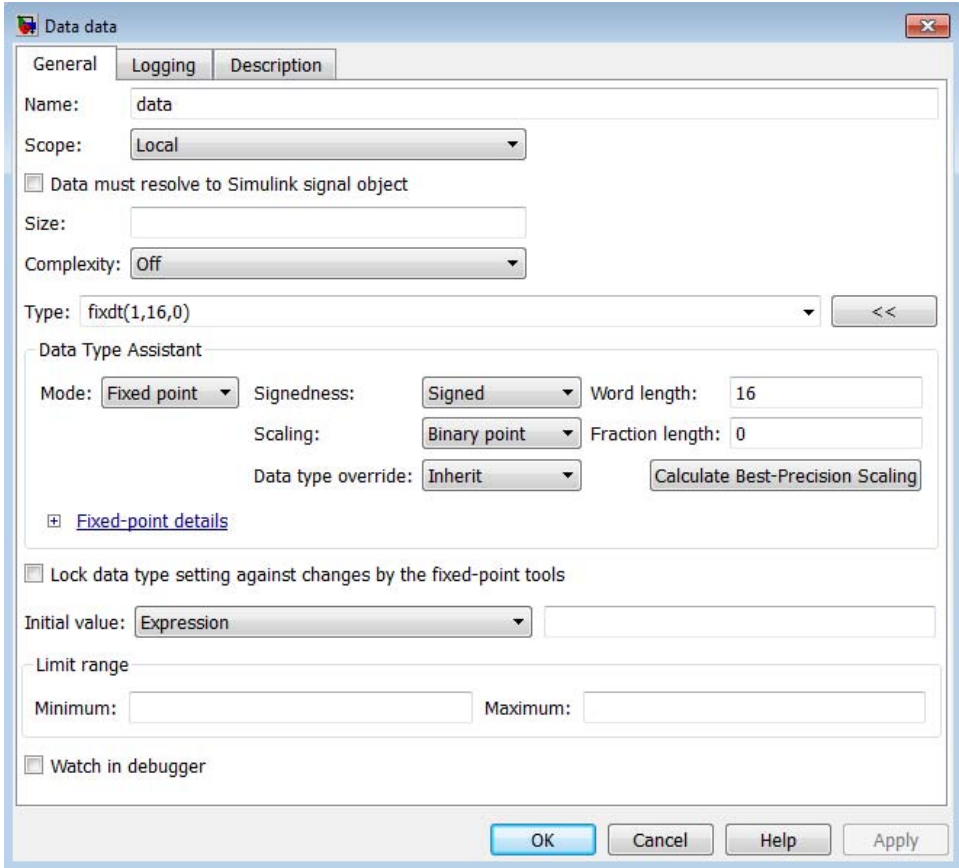 Data data
General Logging Description
Name: data
Scope: Local
Data must resolve to Simulink signal object
Size:
Complexity: Off
Type: fixdt(1,16,0) <<
Data Type Assistant
Mode: Fixed point Signedness: Signed Word length: 16
Scaling: Binary point Fraction length: 0
Data type override: Inherit Calculate Best-Precision Scaling
Fixed-point details
Lock data type setting against changes by the fixed-point tools
Initial value: Expression
Limit range
Minimum: Maximum:
Watch in debugger
OK Cancel Help Apply